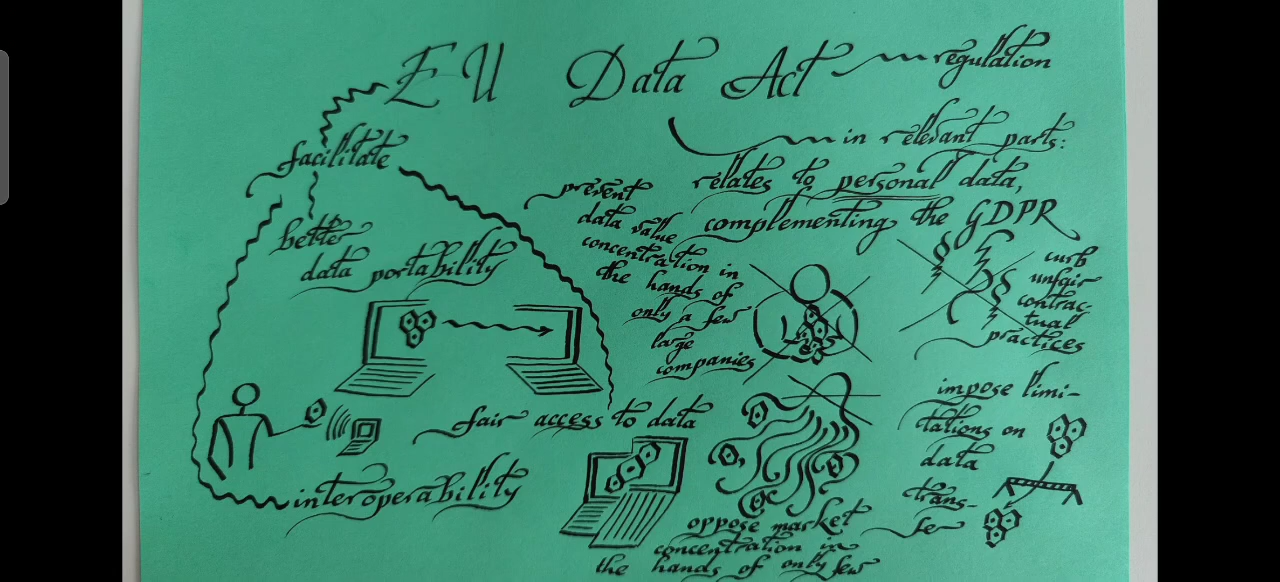 EU Data Act
regulation
in relevant parts:
relates to personal data,
complementing the GDPR
facilitate
better
data portability
prevent
data value
concentration in
the hands of
only a few
large
companies
curb
unfair
contrac-
tual
practices
fair access to data
interoperability
impose limi-
tations on
data
trans-
fer
oppose market
concentration in
the hands of only few